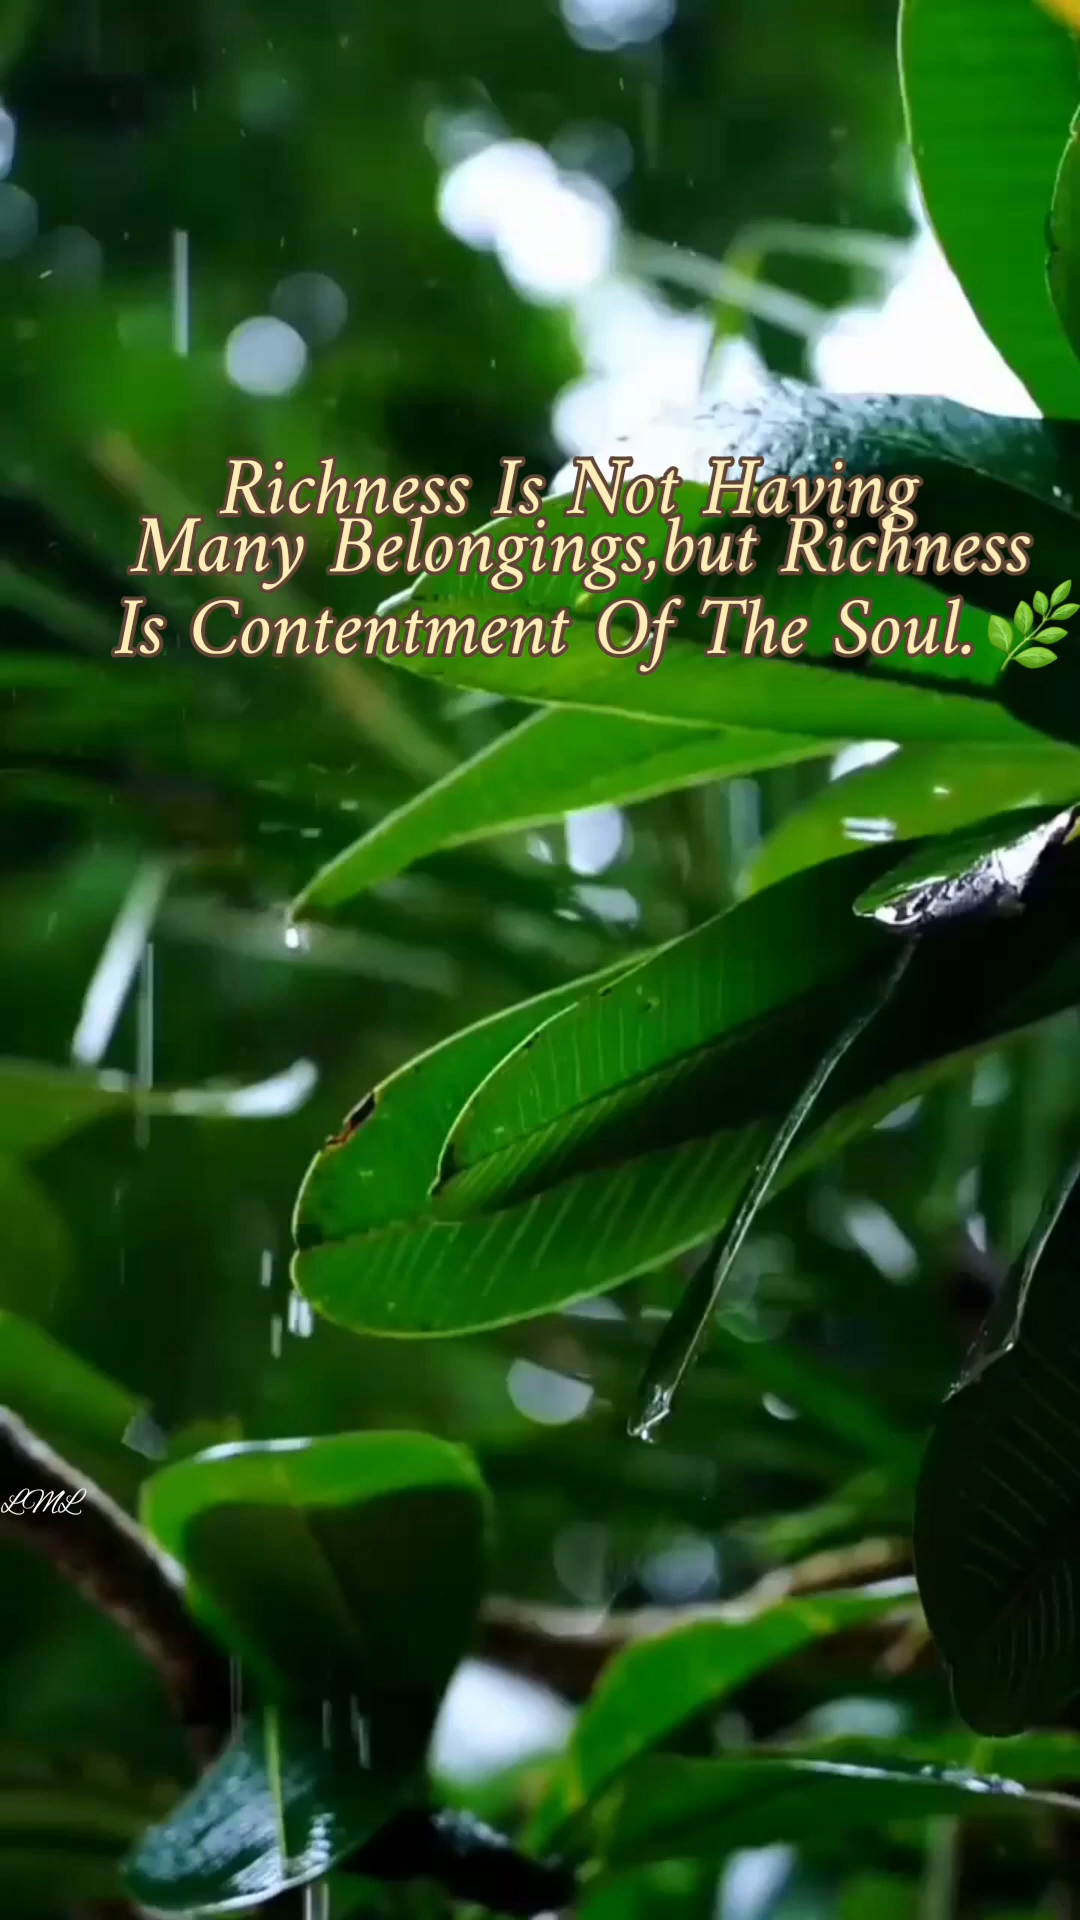 Richness Is Not Having
Many Belongings,but Richness
Is Contentment Of The Soul.🌿
LML